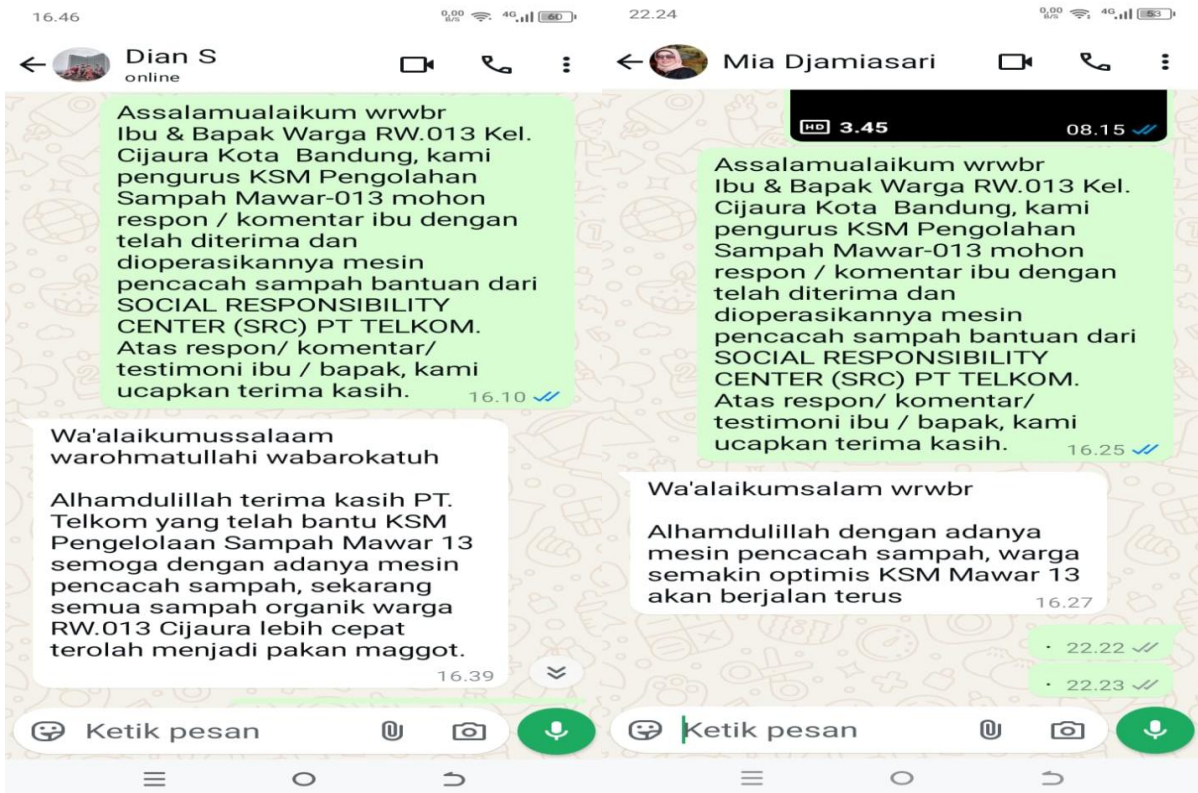 16.46
0,00 B/s 4G 60
Dian S
online
Assalamualaikum wrwbr
Ibu & Bapak Warga RW.013 Kel.
Cijaura Kota  Bandung, kami
pengurus KSM Pengolahan
Sampah Mawar-013 mohon
respon / komentar ibu dengan
telah diterima dan
dioperasikannya mesin
pencacah sampah bantuan dari
SOCIAL RESPONSIBILITY
CENTER (SRC) PT TELKOM.
Atas respon/ komentar/
testimoni ibu / bapak, kami
ucapkan terima kasih.
16.10
Wa'alaikumussalaam
warohmatullahi wabarokatuh
Alhamdulillah terima kasih PT.
Telkom yang telah bantu KSM
Pengelolaan Sampah Mawar 13
semoga dengan adanya mesin
pencacah sampah, sekarang
semua sampah organik warga
RW.013 Cijaura lebih cepat
terolah menjadi pakan maggot.
16.39
Ketik pesan
22.24
0,00 B/s 4G 53
Mia Djamiasari
HD 3.45
08.15
Assalamualaikum wrwbr
Ibu & Bapak Warga RW.013 Kel.
Cijaura Kota  Bandung, kami
pengurus KSM Pengolahan
Sampah Mawar-013 mohon
respon / komentar ibu dengan
telah diterima dan
dioperasikannya mesin
pencacah sampah bantuan dari
SOCIAL RESPONSIBILITY
CENTER (SRC) PT TELKOM.
Atas respon/ komentar/
testimoni ibu / bapak, kami
ucapkan terima kasih.
16.25
Wa'alaikumsalam wrwbr
Alhamdulillah dengan adanya
mesin pencacah sampah, warga
semakin optimis KSM Mawar 13
akan berjalan terus
16.27
. 22.22
. 22.23
Ketik pesan